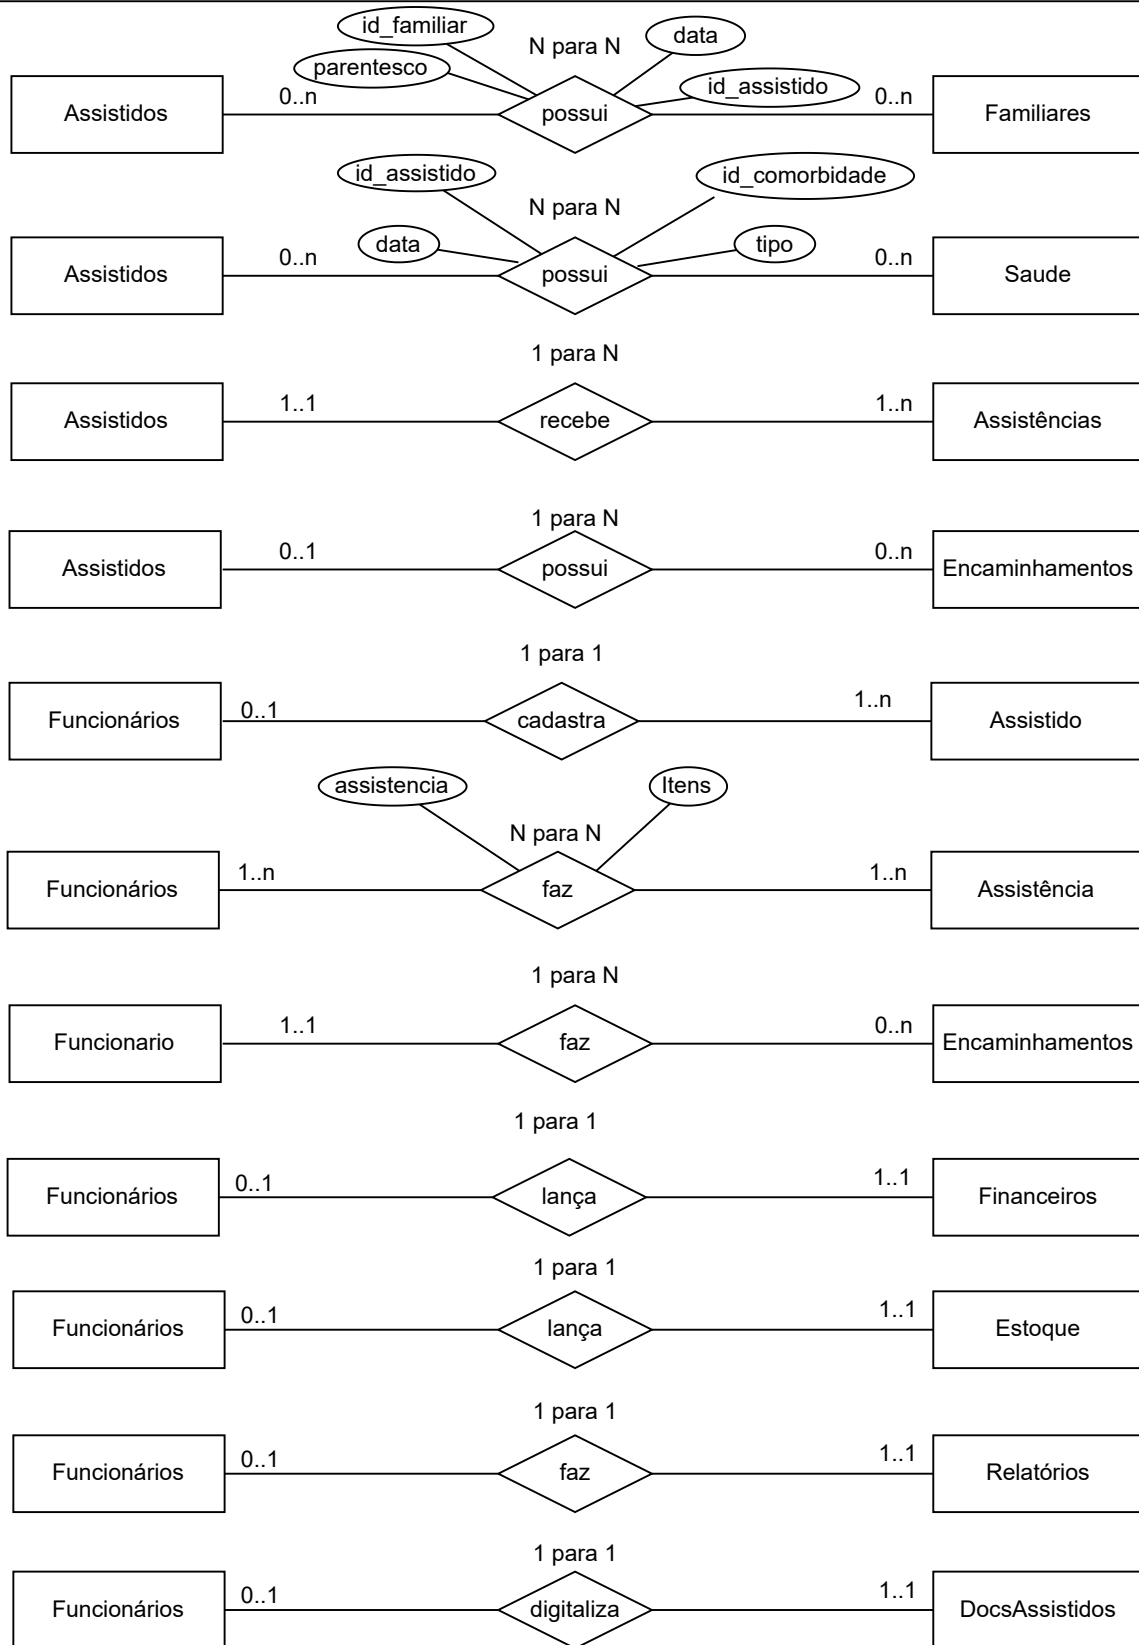 id_familiar
N para N
data
parentesco
id_assistido
Assistidos
0..n
possui
0..n
Familiares
id_assistido
id_comorbidade
N para N
data
tipo
Assistidos
0..n
possui
0..n
Saude
1 para N
Assistidos
1..1
recebe
1..n
Assistências
1 para N
Assistidos
0..1
possui
0..n
Encaminhamentos
1 para 1
Funcionários
0..1
cadastra
1..n
Assistido
assistencia
Itens
N para N
Funcionários
1..n
faz
1..n
Assistência
1 para N
Funcionario
1..1
faz
0..n
Encaminhamentos
1 para 1
Funcionários
0..1
lança
1..1
Financeiros
1 para 1
Funcionários
0..1
lança
1..1
Estoque
1 para 1
Funcionários
0..1
faz
1..1
Relatórios
1 para 1
Funcionários
0..1
digitaliza
1..1
DocsAssistidos